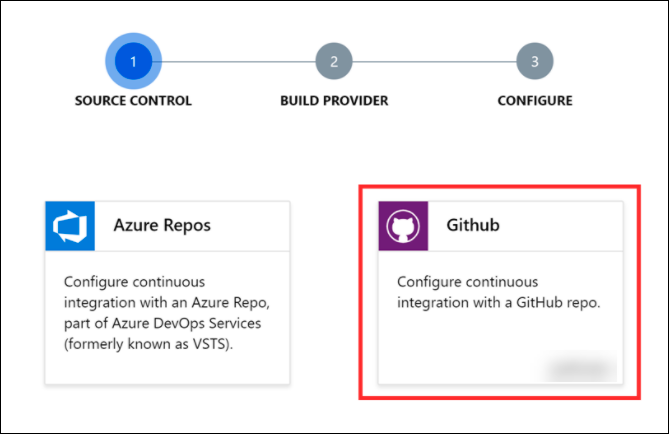 1 2 3
SOURCE CONTROL BUILD PROVIDER CONFIGURE
Azure Repos
Configure continuous
integration with an Azure Repo,
part of Azure DevOps Services
(formerly known as VSTS).
Github
Configure continuous
integration with a GitHub repo.